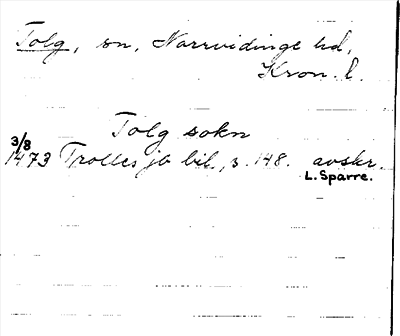 Tolg, sn, Norrvidinge hd,
Kron. l.
Tolg sokn
3/8
1473 Trolles jb bil., s. 148. avskr.
L. Sparre.